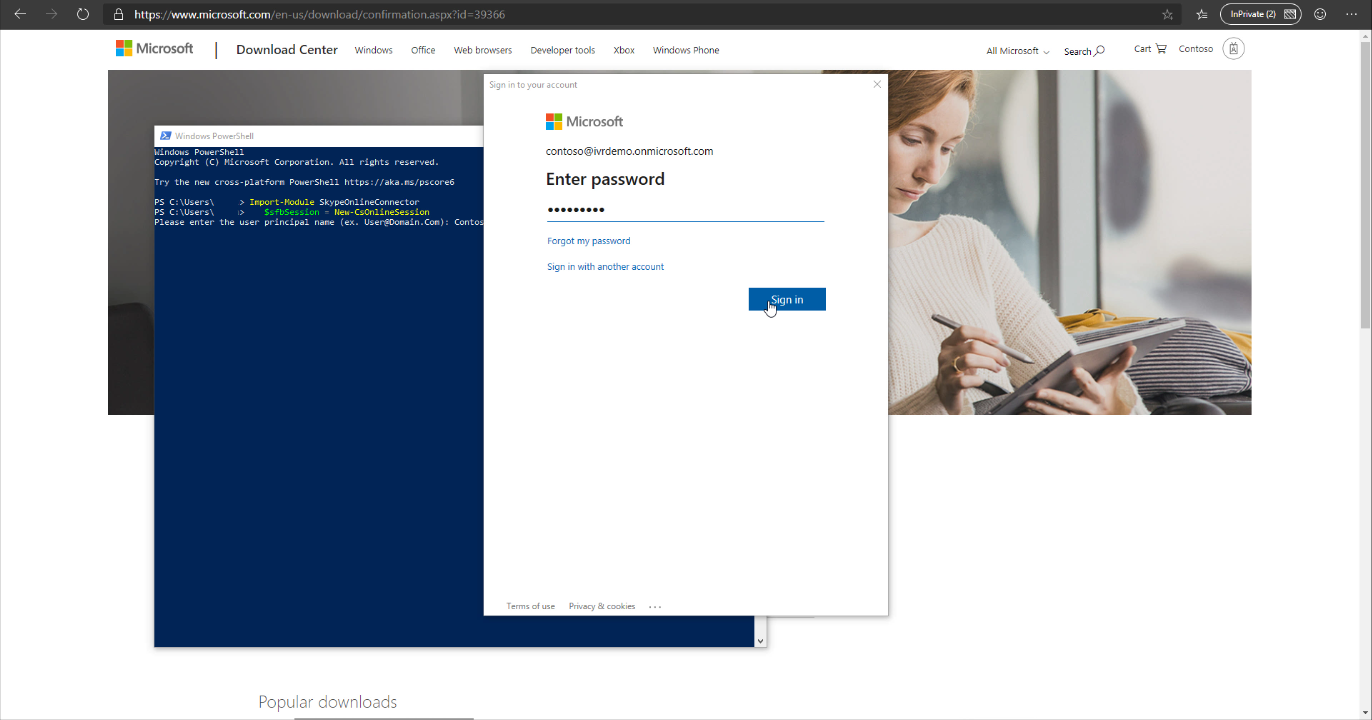 https://www.microsoft.com/en-us/download/confirmation.aspx?id=39366
InPrivate (2)
Microsoft | Download Center Windows Office Web browsers Developer tools Xbox Windows Phone All Microsoft Search Cart Contoso
Sign in to your account
Microsoft
contoso@ivrdemo.onmicrosoft.com
Enter password
•••••••••
Forgot my password
Sign in with another account
Sign in
Terms of use Privacy & cookies ...
Windows PowerShell
Windows PowerShell
Copyright (C) Microsoft Corporation. All rights reserved.
Try the new cross-platform PowerShell https://aka.ms/pscore6
PS C:\Users\ > Import-Module SkypeOnlineConnector
PS C:\Users\ > $sfbSession = New-CsOnlineSession
Please enter the user principal name (ex. User@Domain.Com): Contos
Popular downloads